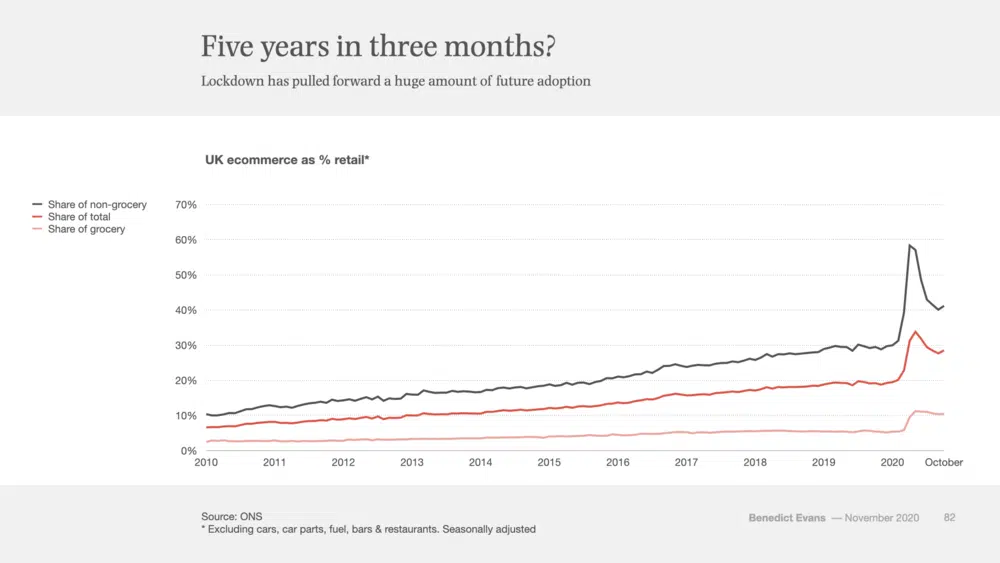 Five years in three months?
Lockdown has pulled forward a huge amount of future adoption
UK ecommerce as % retail*
Share of non-grocery
Share of total
Share of grocery
70%
60%
50%
40%
30%
20%
10%
0%
2010 2011 2012 2013 2014 2015 2016 2017 2018 2019 2020 October
Source: ONS
* Excluding cars, car parts, fuel, bars & restaurants. Seasonally adjusted
Benedict Evans — November 2020 82